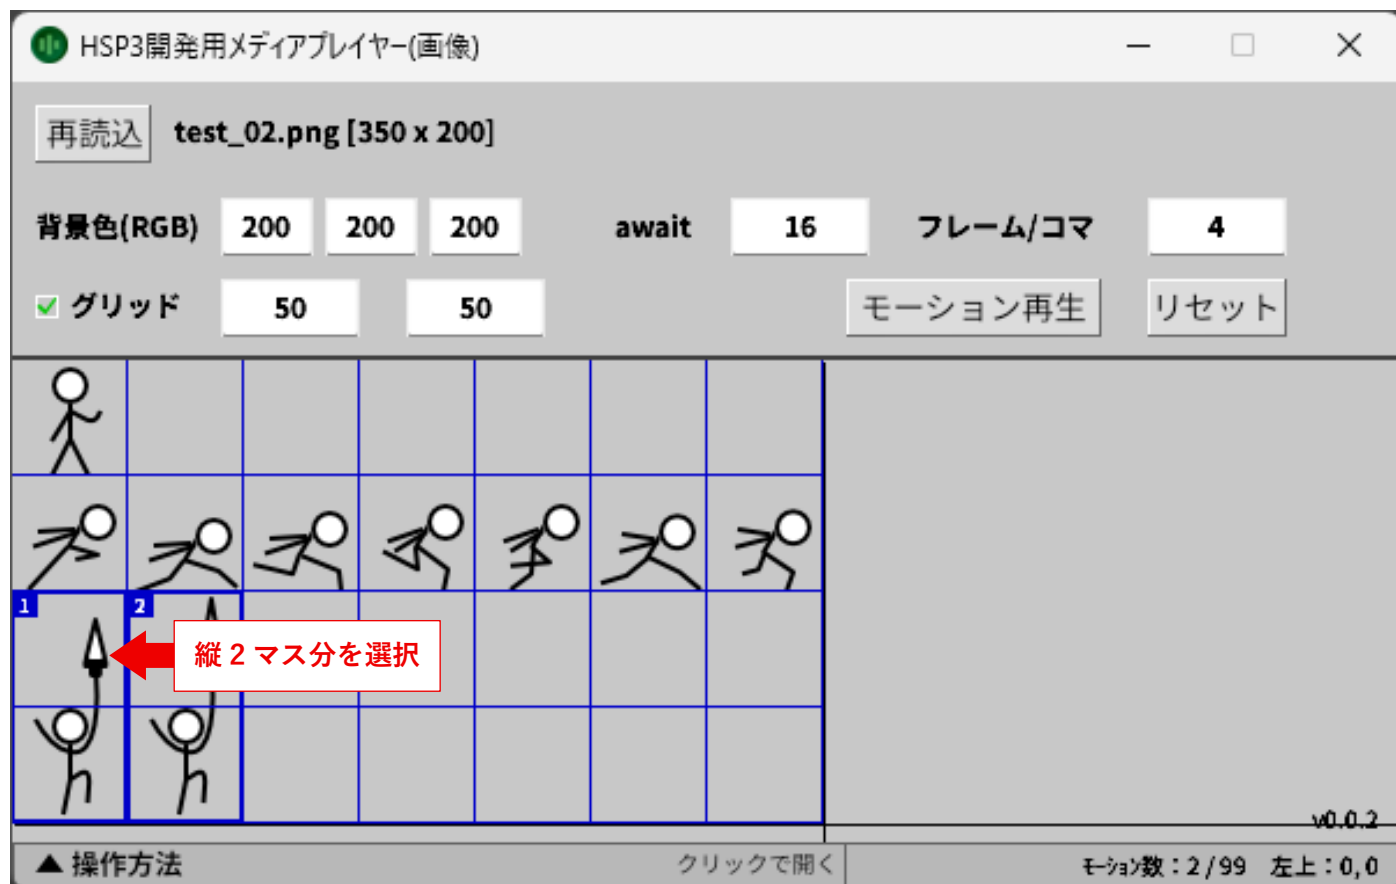 HSP3開発用メディアプレイヤー(画像)
再読込 test_02.png [350 x 200]
背景色(RGB) 200 200 200 await 16 フレーム/コマ 4
グリッド 50 50 モーション再生 リセット
1 2
縦2マス分を選択
v0.0.2
▲ 操作方法 クリックで開く ﾓｰｼｮﾝ数：2/99 左上：0,0